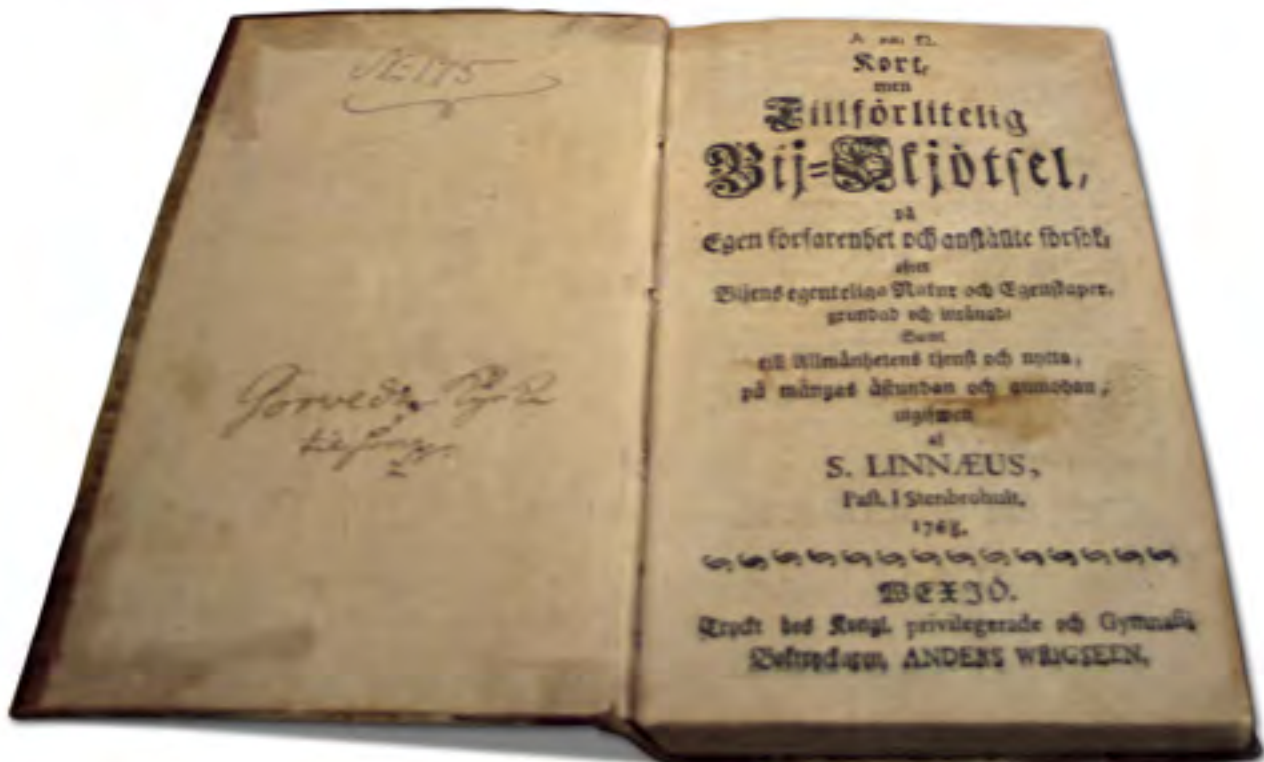 Kort,
men
Tillförlitelig
Bij=Skjötsel,
på
Egen förfarenhet och anstälte försök,
efter
Bijens egenteliga Natur och Egenskaper,
grundad och inrättad
Samt
till Allmänhetens tjenst och nytta,
på mångas åstundan och anmodan,
utgifwen
af
S. LINNÆUS,
Past. i Stenbrohult.
1768.
WEXJÖ.
Tryckt hos Kongl. privilegerade och Gymnasii
Boktryckaren, ANDERS WRIGSEEN,